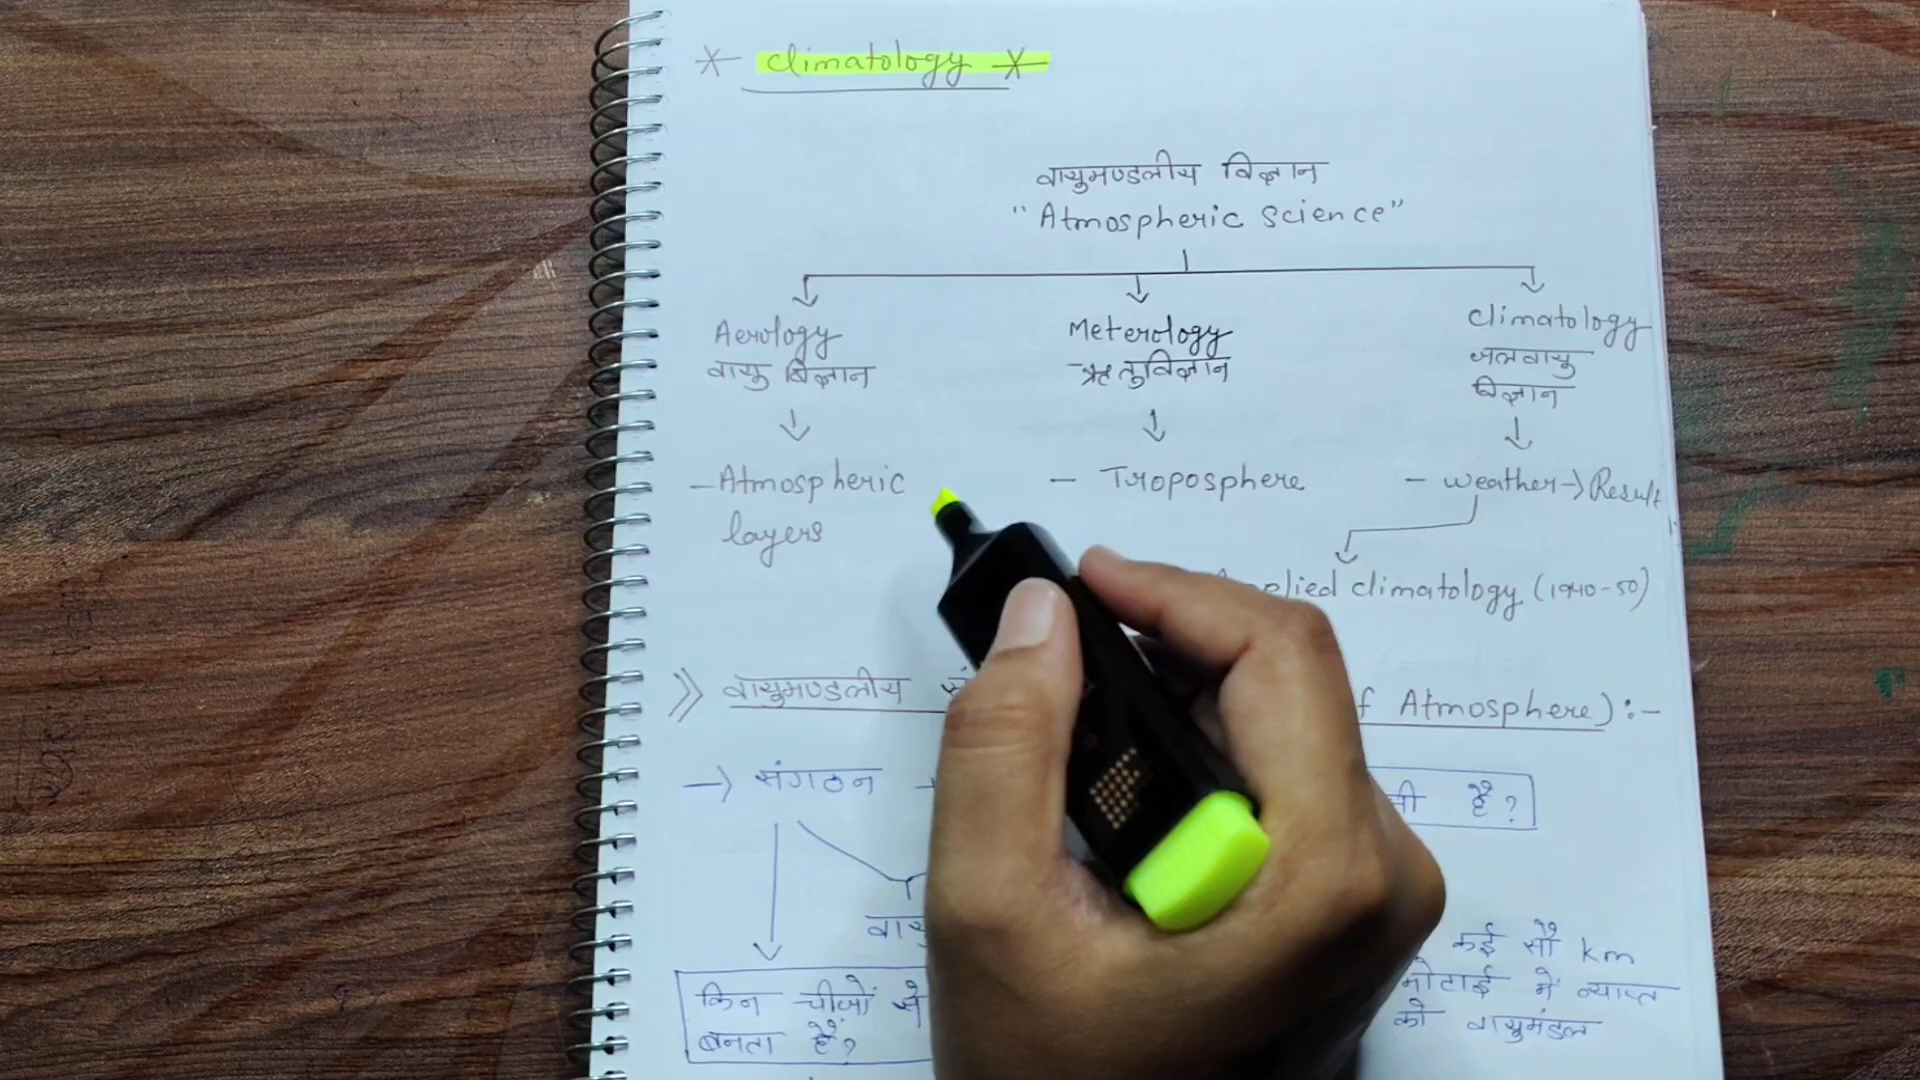 climatology
वायुमण्डलीय विज्ञान
"Atmospheric Science"
Aerology
वायु विज्ञान
Meterology
ऋतुविज्ञान
climatology
जलवायु
विज्ञान
- Atmospheric
layers
- Troposphere
- weather → Result
climatology (1940-50)
वायुमण्डलीय
Atmosphere) :-
→ संगठन
है?
किन चीजों से
बनता है?
कई सौ km
मोटाई में व्याप्त
को वायुमंडल